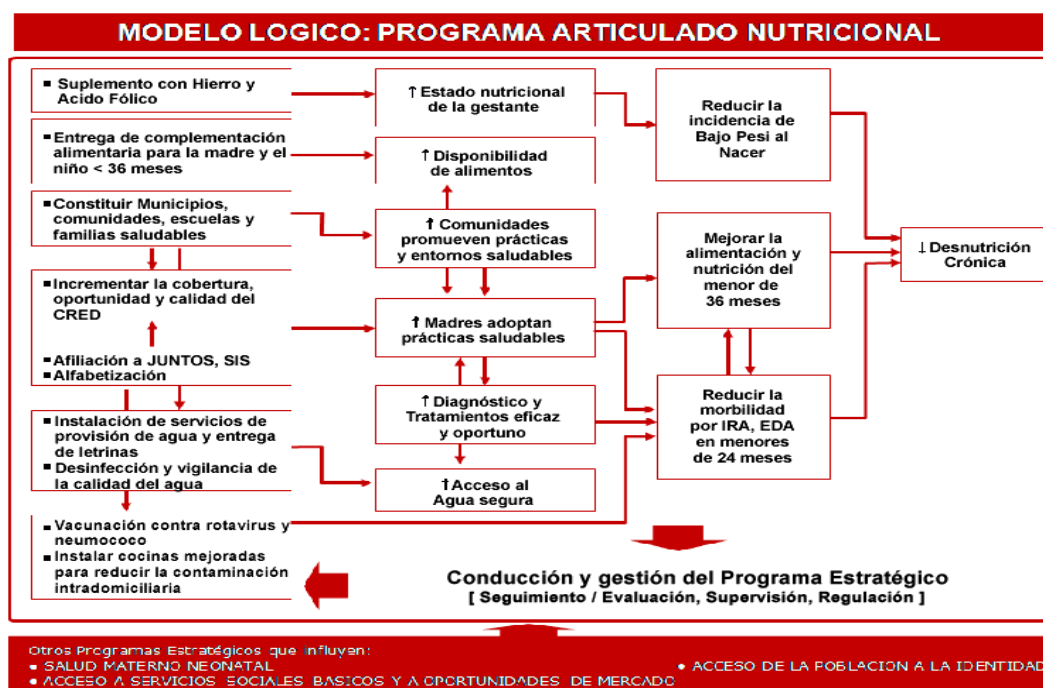 MODELO LOGICO: PROGRAMA ARTICULADO NUTRICIONAL
▪ Suplemento con Hierro y
Acido Fólico
▪ Entrega de complementación
alimentaria para la madre y el
niño < 36 meses
▪ Constituir Municipios,
comunidades, escuelas y
familias saludables
▪ Incrementar la cobertura,
oportunidad y calidad del
CRED
▪ Afiliación a JUNTOS, SIS
▪ Alfabetización
▪ Instalación de servicios de
provisión de agua y entrega
de letrinas
▪ Desinfección y vigilancia de
la calidad del agua
▪ Vacunación contra rotavirus y
neumococo
▪ Instalar cocinas mejoradas
para reducir la contaminación
intradomiciliaria
↑ Estado nutricional
de la gestante
↑ Disponibilidad
de alimentos
↑ Comunidades
promueven prácticas
y entornos saludables
↑ Madres adoptan
prácticas saludables
↑ Diagnóstico y
Tratamientos eficaz
y oportuno
↑ Acceso al
Agua segura
Reducir la
incidencia de
Bajo Pesi al
Nacer
Mejorar la
alimentación y
nutrición del
menor de
36 meses
Reducir la
morbilidad
por IRA, EDA
en menores
de 24 meses
↓ Desnutrición
Crónica
Conducción y gestión del Programa Estratégico
[ Seguimiento / Evaluación, Supervisión, Regulación ]
Otros Programas Estratégicos que influyen:
• SALUD MATERNO NEONATAL
• ACCESO A SERVICIOS SOCIALES BASICOS Y A OPORTUNIDADES DE MERCADO
• ACCESO DE LA POBLACION A LA IDENTIDAD